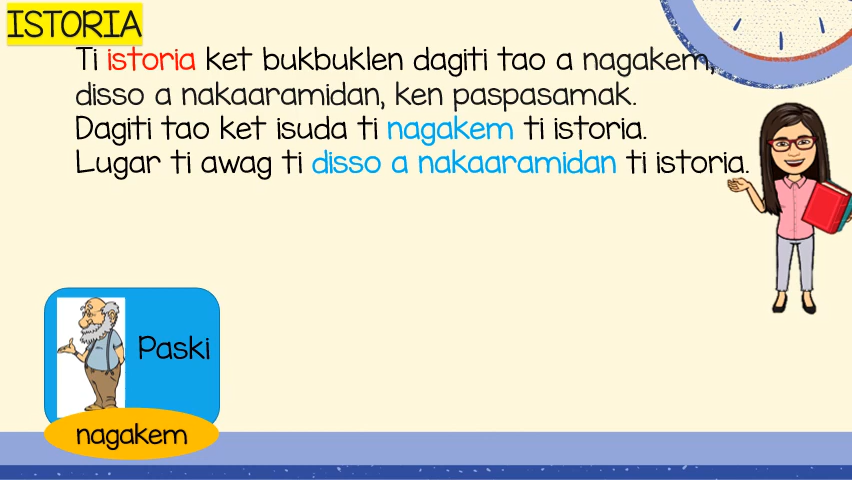 ISTORIA
Ti istoria ket bukbuklen dagiti tao a nagakem,
disso a nakaaramidan, ken paspasamak.
Dagiti tao ket isuda ti nagakem ti istoria.
Lugar ti awag ti disso a nakaaramidan ti istoria.
Paski
nagakem